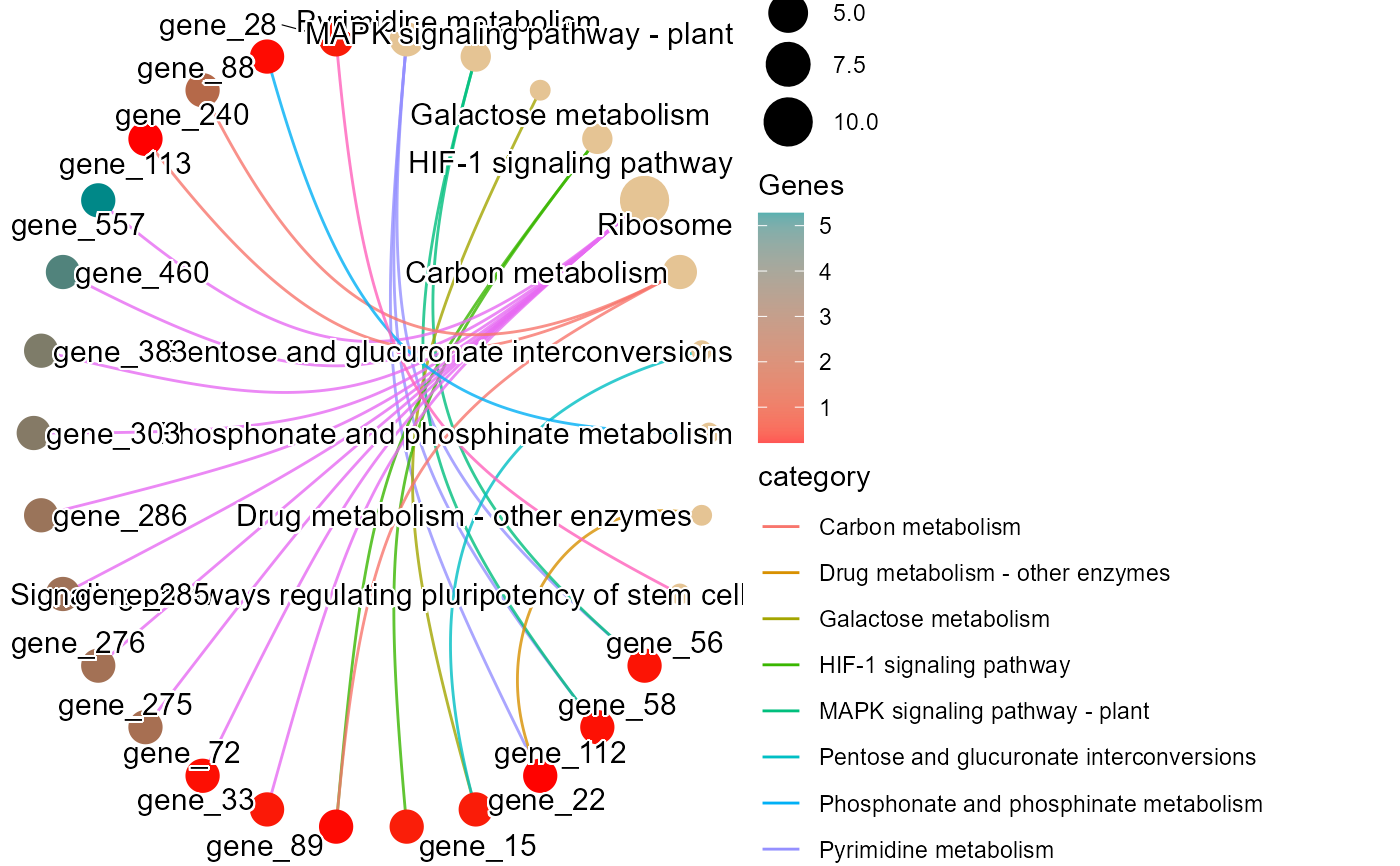 gene_28
Pyrimidine metabolism
MAPK signaling pathway - plant
gene_88
gene_240
Galactose metabolism
gene_113
HIF-1 signaling pathway
gene_557
Ribosome
gene_460
Carbon metabolism
gene_383
Pentose and glucuronate interconversions
gene_303
Phosphonate and phosphinate metabolism
gene_286
Drug metabolism - other enzymes
gene_285
regulating pluripotency of stem cell
gene_276
gene_56
gene_275
gene_58
gene_72
gene_112
gene_33
gene_22
gene_89
gene_15
5.0
7.5
10.0
Genes
5
4
3
2
1
category
Carbon metabolism
Drug metabolism - other enzymes
Galactose metabolism
HIF-1 signaling pathway
MAPK signaling pathway - plant
Pentose and glucuronate interconversions
Phosphonate and phosphinate metabolism
Pyrimidine metabolism